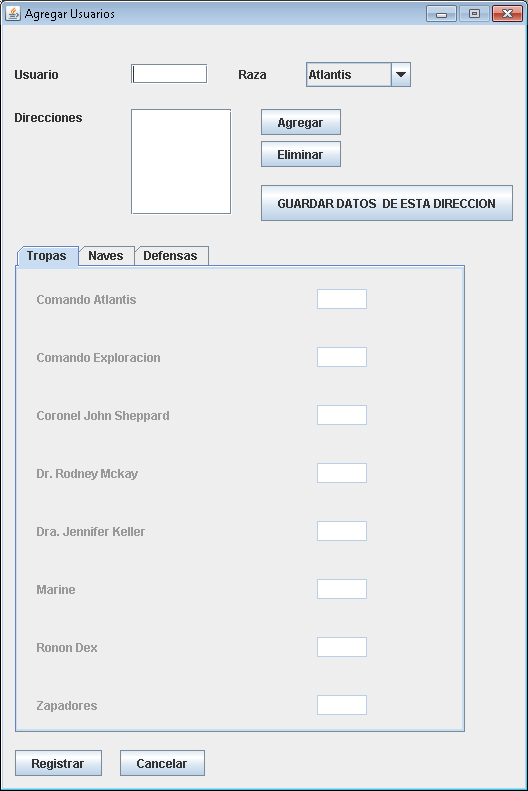 Agregar Usuarios
Usuario Raza Atlantis
Direcciones Agregar
Eliminar
GUARDAR DATOS DE ESTA DIRECCION
Tropas Naves Defensas
Comando Atlantis
Comando Exploracion
Coronel John Sheppard
Dr. Rodney Mckay
Dra. Jennifer Keller
Marine
Ronon Dex
Zapadores
Registrar Cancelar